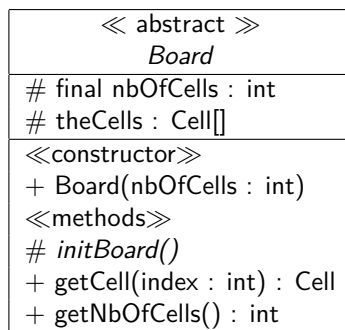 ≪ abstract ≫
Board
# final nbOfCells : int
# theCells : Cell[]
≪constructor≫
+ Board(nbOfCells : int)
≪methods≫
# initBoard()
+ getCell(index : int) : Cell
+ getNbOfCells() : int